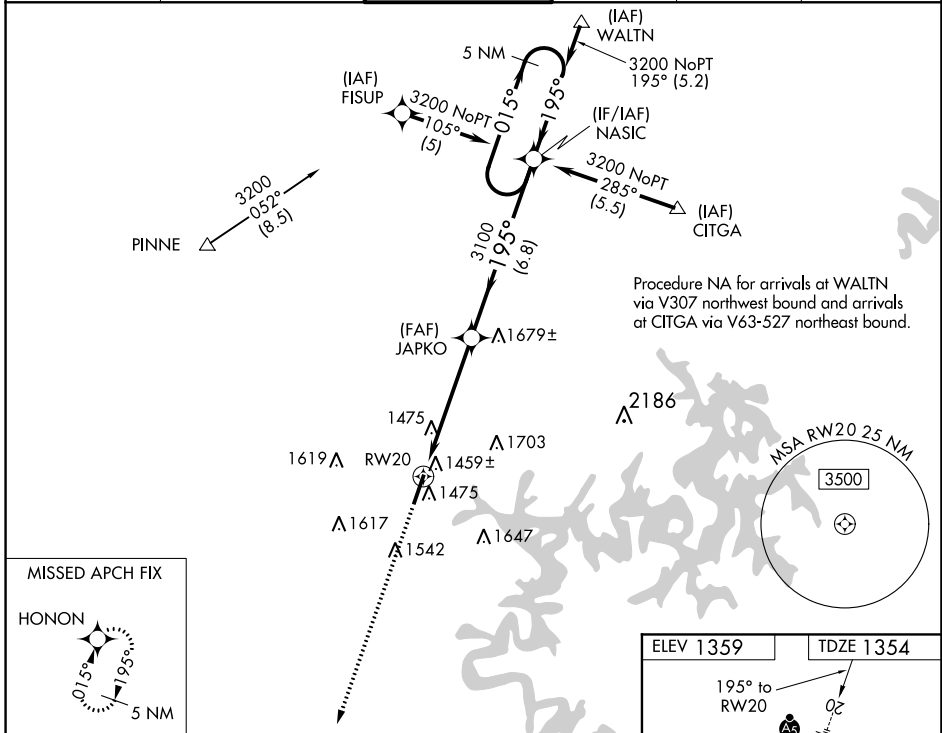 (IAF)
WALTN
5 NM
3200 NoPT
195° (5.2)
(IAF)
FISUP
3200 NoPT
105°
(5)
015°
195°
(IF/IAF)
NASIC
3200 NoPT
285°
(5.5)
(IAF)
CITGA
3200
052°
(8.5)
PINNE
3100
195°
(6.8)
Procedure NA for arrivals at WALTN
via V307 northwest bound and arrivals
at CITGA via V63-527 northeast bound.
(FAF)
JAPKO
1679±
2186
1475
1703
1619
RW20
1459±
1475
1617
1542
1647
MSA RW20 25 NM
3500
MISSED APCH FIX
HONON
015°
195°
5 NM
ELEV 1359
TDZE 1354
195° to
RW20
20
A5